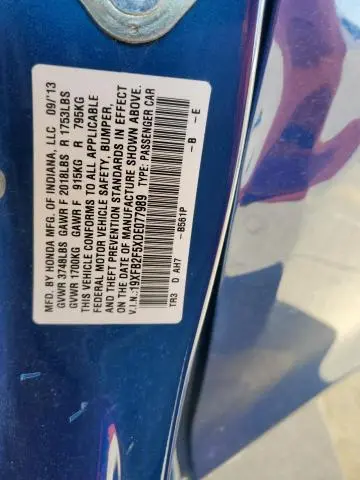 MFD. BY HONDA MFG. OF INDIANA, LLC 09/13
GVWR 3748LBS GAWR F 2018LBS R 1753LBS
GVWR 1700KG GAWR F 915KG R 795KG
THIS VEHICLE CONFORMS TO ALL APPLICABLE
FEDERAL MOTOR VEHICLE SAFETY, BUMPER,
AND THEFT PREVENTION STANDARDS IN EFFECT
ON THE DATE OF MANUFACTURE SHOWN ABOVE.
V.I.N.:19XFB2F5XDE077989 TYPE: PASSENGER CAR
TR3 D AH7 -B561P -B -E